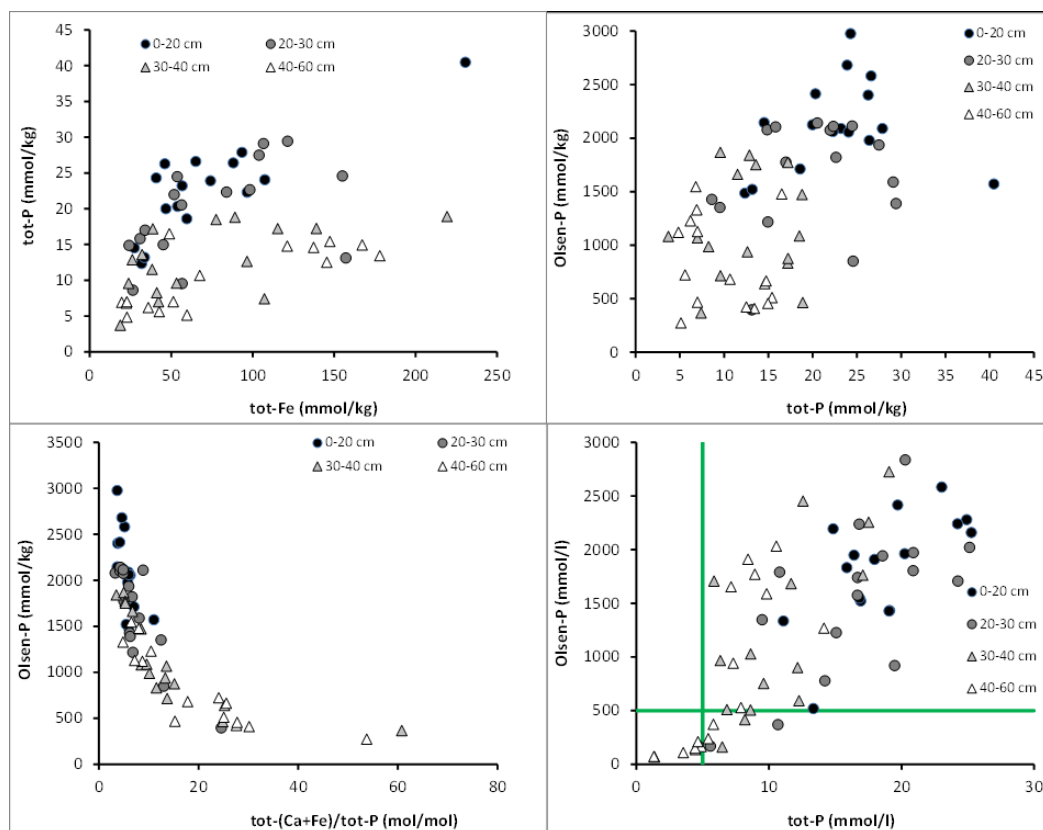 45
40
35
30
25
20
15
10
5
0
tot-P (mmol/kg)
0-20 cm 20-30 cm
30-40 cm 40-60 cm
0 50 100 150 200 250
tot-Fe (mmol/kg)
3000
2500
2000
1500
1000
500
0
Olsen-P (mmol/kg)
0-20 cm
20-30 cm
30-40 cm
40-60 cm
0 5 10 15 20 25 30 35 40 45
tot-P (mmol/kg)
3500
3000
2500
2000
1500
1000
500
0
Olsen-P (mmol/kg)
0-20 cm 20-30 cm
30-40 cm 40-60 cm
0 20 40 60 80
tot-(Ca+Fe)/tot-P (mol/mol)
3000
2500
2000
1500
1000
500
0
Olsen-P (mmol/l)
0-20 cm
20-30 cm
30-40 cm
40-60 cm
0 10 20 30
tot-P (mmol/l)